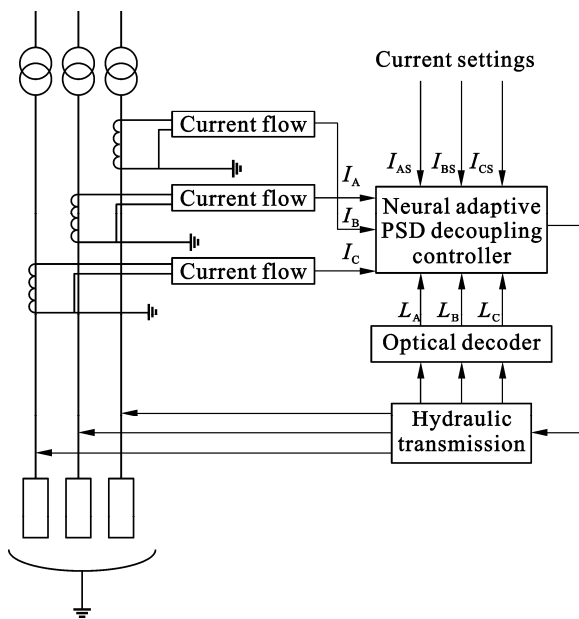 Current settings
Current flow
I_AS I_BS I_CS
I_A
Current flow
I_B
Neural adaptive
PSD decoupling
controller
I_C
Current flow
L_A L_B L_C
Optical decoder
Hydraulic
transmission